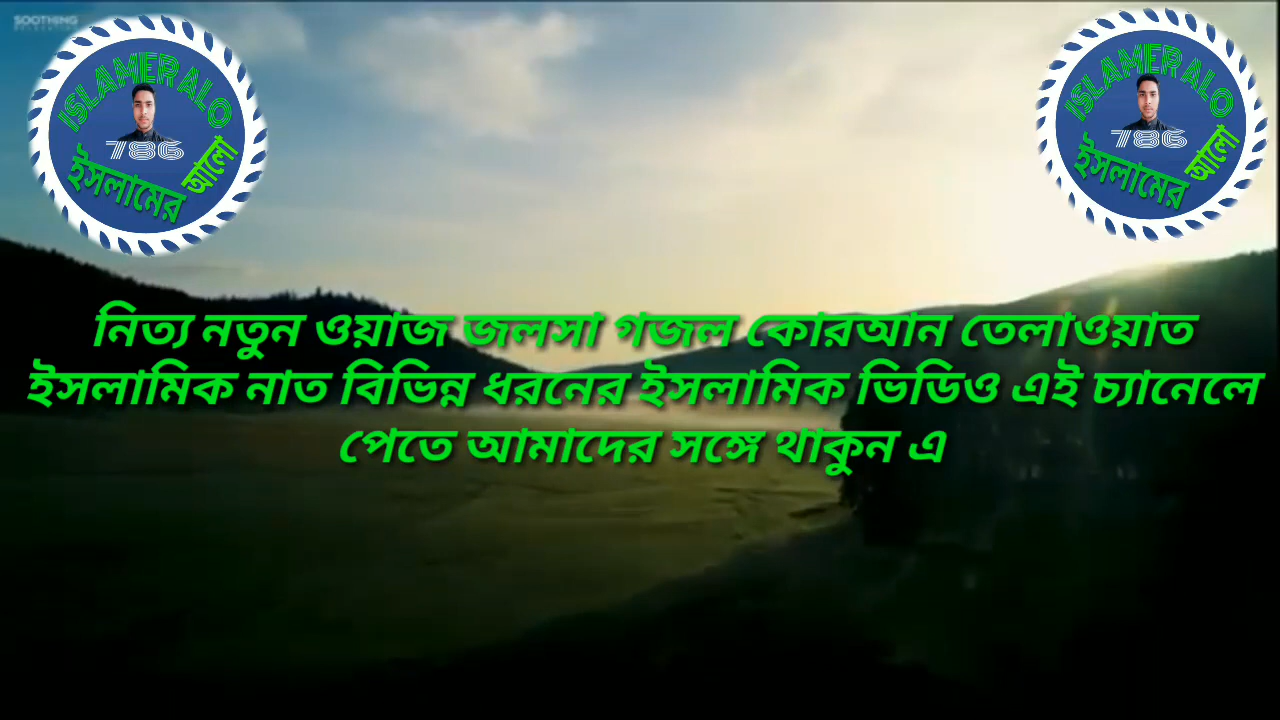 SOOTHING
RELAXATION
ISLAMER ALO
786
ইসলামের আলো
ISLAMER ALO
786
ইসলামের আলো
নিত্য নতুন ওয়াজ জলসা গজল কোরআন তেলাওয়াত
ইসলামিক নাত বিভিন্ন ধরনের ইসলামিক ভিডিও এই চ্যানেলে
পেতে আমাদের সঙ্গে থাকুন এ